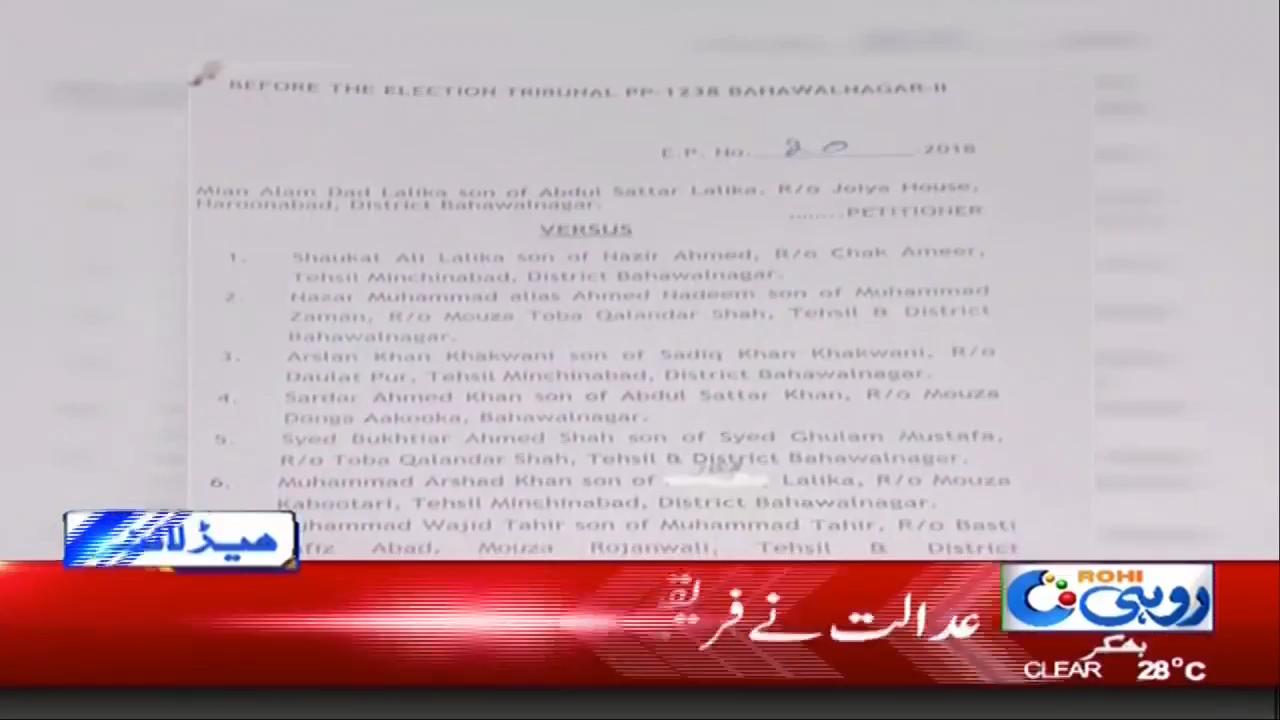 BEFORE THE ELECTION TRIBUNAL PP-1238 BAHAWALNAGAR-II
E.P. No. 20 2018
Mian Alam Dad Lalika son of Abdul Sattar Lalika, R/o Joiya House,
Haroonabad, District Bahawalnagar.
........PETITIONER
VERSUS
1. Shaukat Ali Lalika son of Nazir Ahmed, R/o Chak Ameer,
Tehsil Minchinabad, District Bahawalnagar.
2. Nazar Muhammad alias Ahmed Nadeem son of Muhammad
Zaman, R/o Mouza Toba Qalandar Shah, Tehsil & District
Bahawalnagar.
3. Arslan Khan Khakwani son of Sadiq Khan Khakwani, R/o
Daulat Pur, Tehsil Minchinabad, District Bahawalnagar.
4. Sardar Ahmed Khan son of Abdul Sattar Khan, R/o Mouza
Donga Aakooka, Bahawalnagar.
5. Syed Bukhtiar Ahmed Shah son of Syed Ghulam Mustafa,
R/o Toba Qalandar Shah, Tehsil & District Bahawalnagar.
6. Muhammad Arshad Khan son of Lalika, R/o Mouza
Kabootari, Tehsil Minchinabad, District Bahawalnagar.
uhammad Wajid Tahir son of Muhammad Tahir, R/o Basti
afiz Abad, Mouza Rojanwali, Tehsil & District
ہیڈ لائنز
عدالت نے فریق
ROHI
روہی
بھکر
CLEAR 28°C